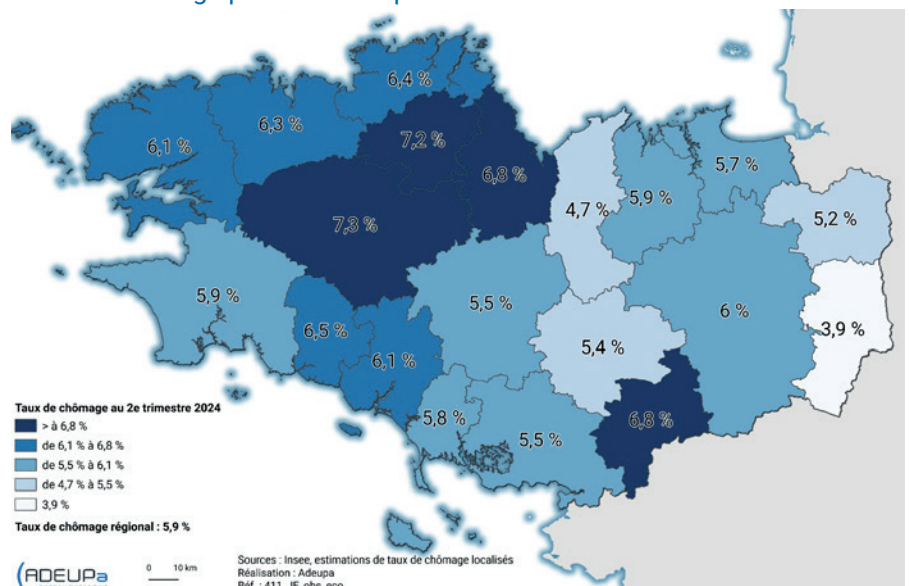 6,4 %
6,3 %
6,1 %
7,2 %
6,8 %
5,7 %
5,9 %
4,7 %
5,2 %
7,3 %
5,9 %
5,5 %
6 %
3,9 %
6,5 %
5,4 %
6,1 %
5,8 %
5,5 %
6,8 %
Taux de chômage au 2e trimestre 2024
> à 6,8 %
de 6,1 % à 6,8 %
de 5,5 % à 6,1 %
de 4,7 % à 5,5 %
3,9 %
Taux de chômage régional : 5,9 %
ADEUPa
0 10 km
Sources : Insee, estimations de taux de chômage localisés
Réalisation : Adeupa
Réf. : 411_JF_obs_eco